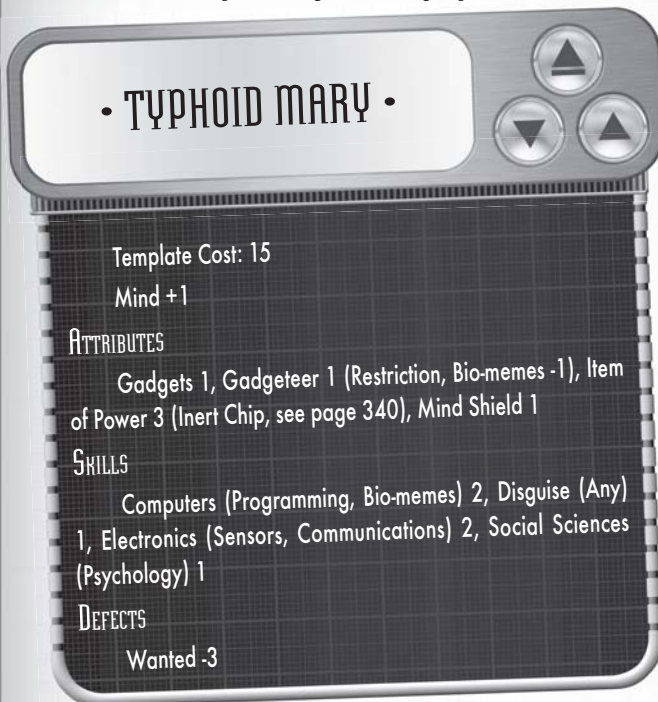 • TYPHOID MARY •
Template Cost: 15
Mind +1
ATTRIBUTES
Gadgets 1, Gadgeteer 1 (Restriction, Bio-memes -1), Item
of Power 3 (Inert Chip, see page 340), Mind Shield 1
SKILLS
Computers (Programming, Bio-memes) 2, Disguise (Any)
1, Electronics (Sensors, Communications) 2, Social Sciences
(Psychology) 1
DEFECTS
Wanted -3